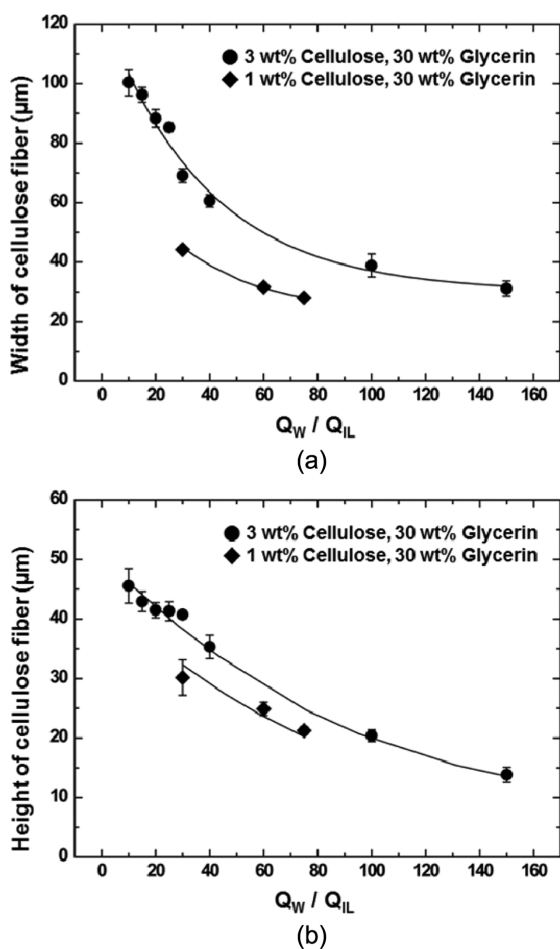 120
100
80
60
40
20
0
Width of cellulose fiber (μm)
3 wt% Cellulose, 30 wt% Glycerin
1 wt% Cellulose, 30 wt% Glycerin
0 20 40 60 80 100 120 140 160
Q_W / Q_IL
(a)
60
50
40
30
20
10
0
Height of cellulose fiber (μm)
3 wt% Cellulose, 30 wt% Glycerin
1 wt% Cellulose, 30 wt% Glycerin
0 20 40 60 80 100 120 140 160
Q_W / Q_IL
(b)